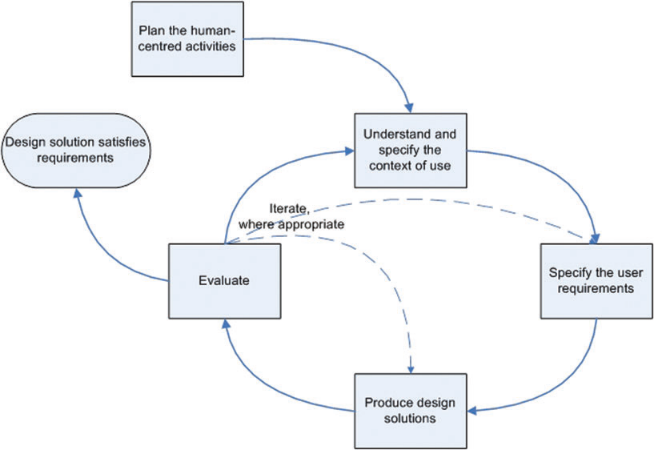 Plan the human-
centred activities
Design solution satisfies
requirements
Understand and
specify the
context of use
Iterate,
where appropriate
Evaluate
Specify the user
requirements
Produce design
solutions